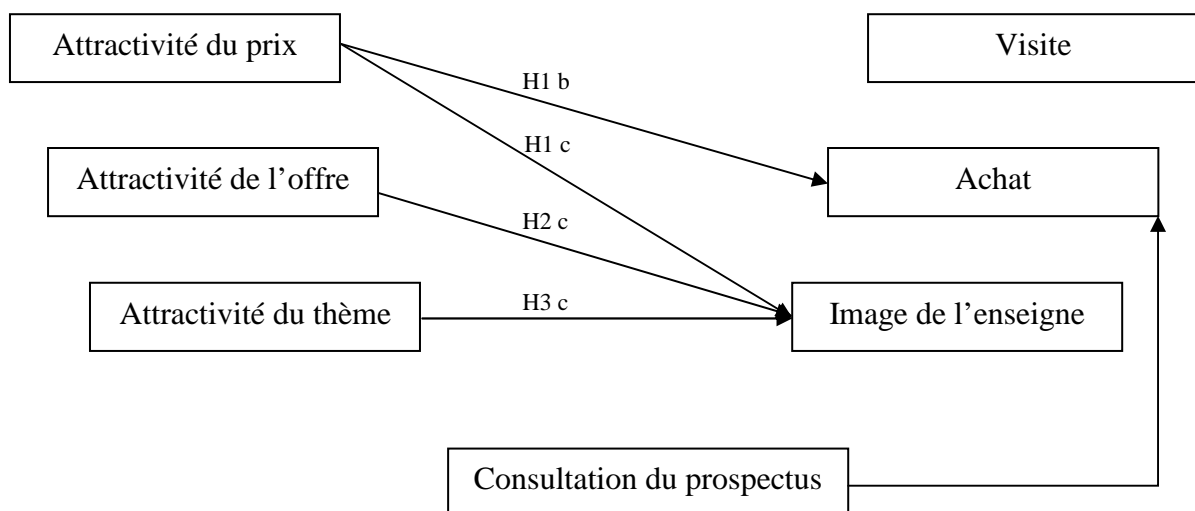 Attractivité du prix
Visite
H1 b
H1 c
Attractivité de l’offre
Achat
H2 c
H3 c
Attractivité du thème
Image de l’enseigne
Consultation du prospectus